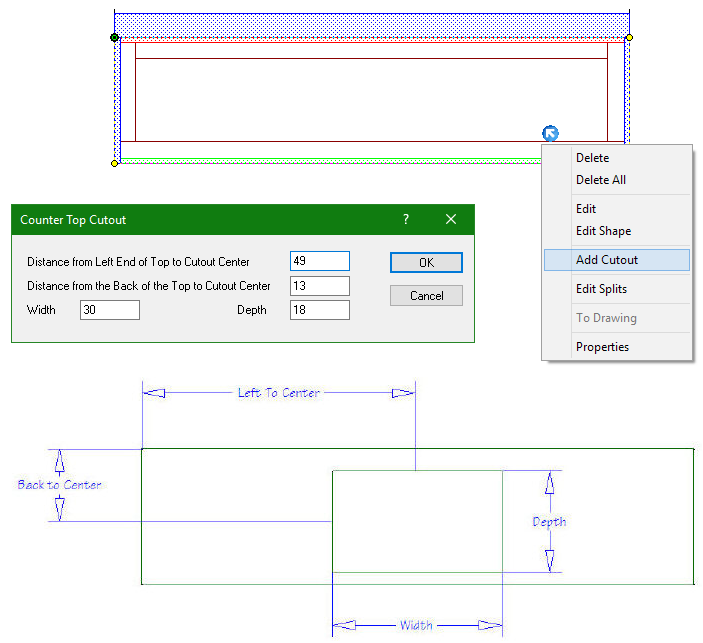 Delete
Delete All
Edit
Edit Shape
Add Cutout
Edit Splits
To Drawing
Properties
Counter Top Cutout ?
Distance from Left End of Top to Cutout Center 49 OK
Distance from the Back of the Top to Cutout Center 13 Cancel
Width 30 Depth 18
Left To Center
Back to Center
Depth
Width